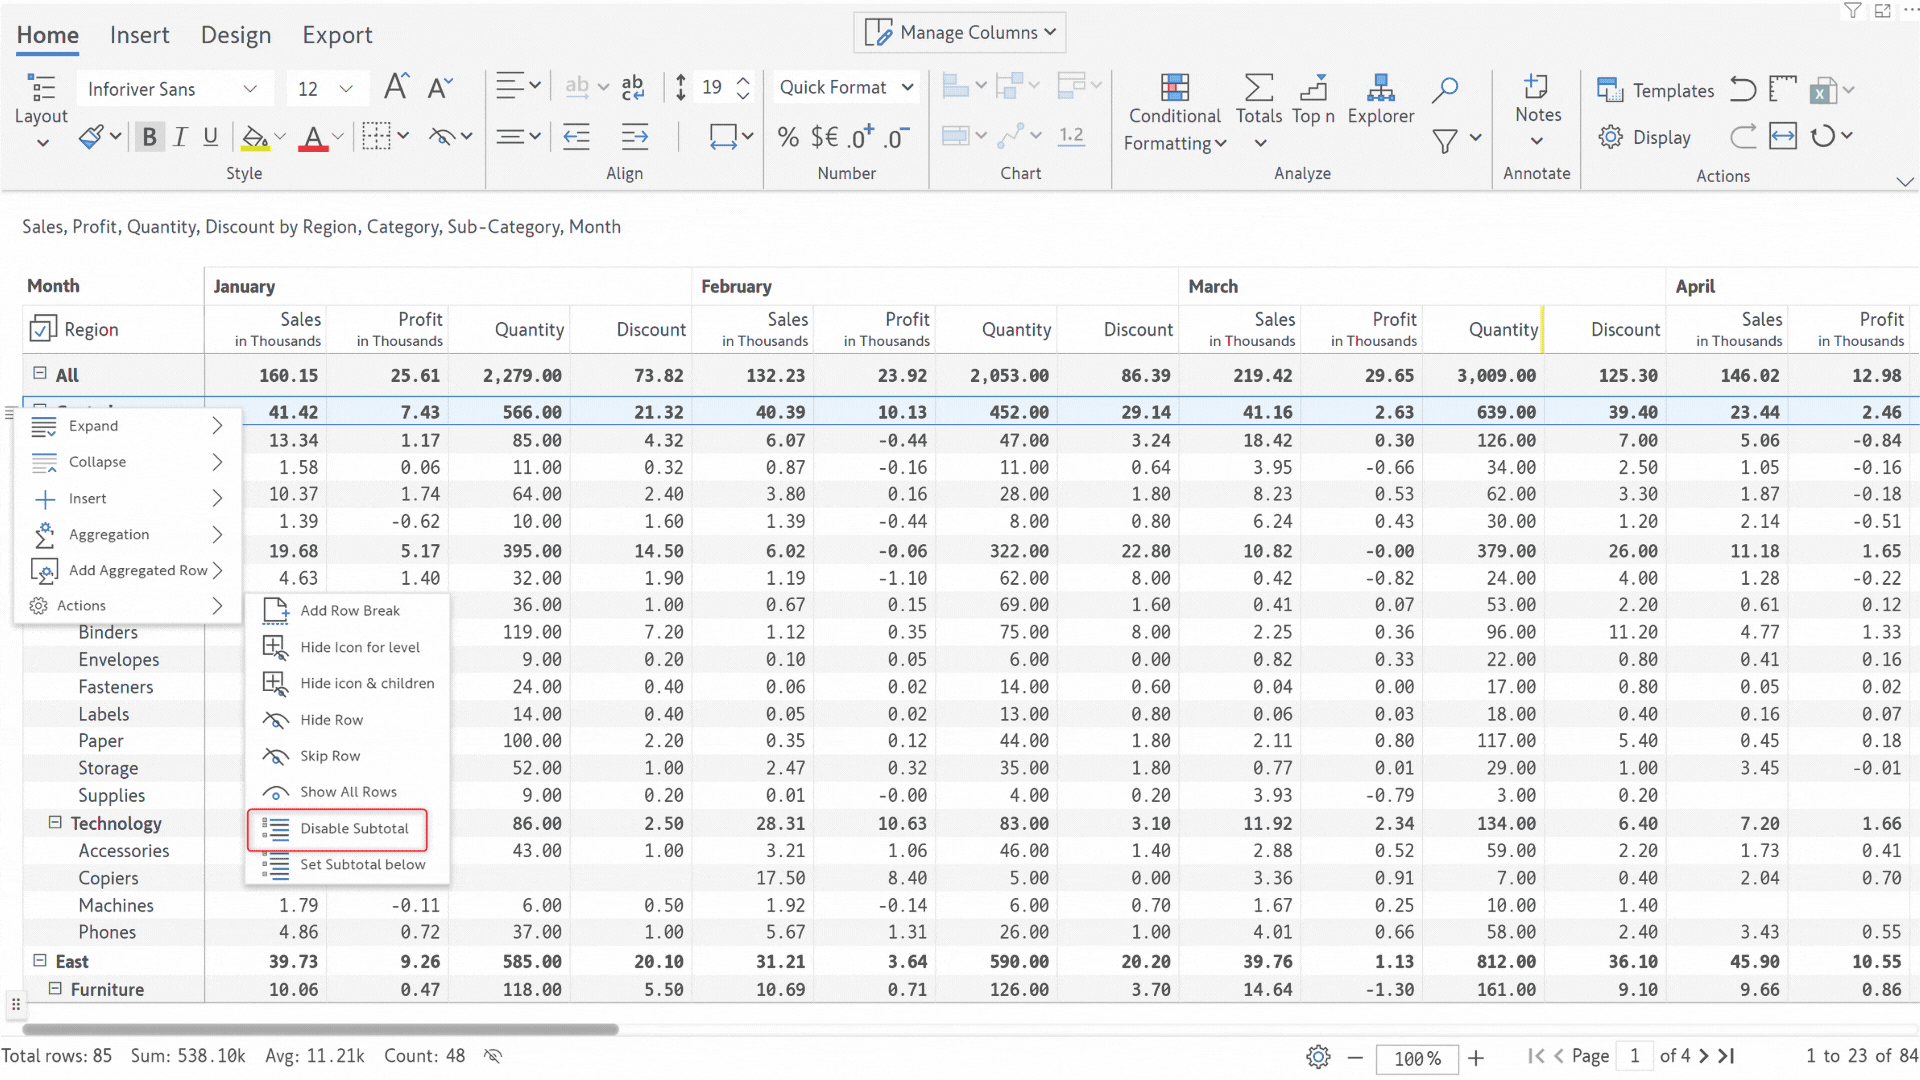 Home Insert Design Export Manage Columns
Inforiver Sans 12 19 Quick Format
Layout Conditional Formatting Totals Top n Explorer Notes Templates Display
B I U A % $€ .0+ .0- 1.2
Style Align Number Chart Analyze Annotate Actions
Sales, Profit, Quantity, Discount by Region, Category, Sub-Category, Month
Month January February March April
Region Sales in Thousands Profit in Thousands Quantity Discount Sales in Thousands Profit in Thousands Quantity Discount Sales in Thousands Profit in Thousands Quantity Discount Sales in Thousands Profit in Thousands
All 160.15 25.61 2,279.00 73.82 132.23 23.92 2,053.00 86.39 219.42 29.65 3,009.00 125.30 146.02 12.98
41.42 7.43 566.00 21.32 40.39 10.13 452.00 29.14 41.16 2.63 639.00 39.40 23.44 2.46
Expand
13.34 1.17 85.00 4.32 6.07 -0.44 47.00 3.24 18.42 0.30 126.00 7.00 5.06 -0.84
Collapse
1.58 0.06 11.00 0.32 0.87 -0.16 11.00 0.64 3.95 -0.66 34.00 2.50 1.05 -0.16
Insert
10.37 1.74 64.00 2.40 3.80 0.16 28.00 1.80 8.23 0.53 62.00 3.30 1.87 -0.18
1.39 -0.62 10.00 1.60 1.39 -0.44 8.00 0.80 6.24 0.43 30.00 1.20 2.14 -0.51
Aggregation
19.68 5.17 395.00 14.50 6.02 -0.06 322.00 22.80 10.82 -0.00 379.00 26.00 11.18 1.65
Add Aggregated Row
4.63 1.40 32.00 1.90 1.19 -1.10 62.00 8.00 0.42 -0.82 24.00 4.00 1.28 -0.22
Actions
Add Row Break
36.00 1.00 0.67 0.15 69.00 1.60 0.41 0.07 53.00 2.20 0.61 0.12
Binders 119.00 7.20 1.12 0.35 75.00 8.00 2.25 0.36 96.00 11.20 4.77 1.33
Hide Icon for level
Envelopes 9.00 0.20 0.10 0.05 6.00 0.00 0.82 0.33 22.00 0.80 0.41 0.16
Hide icon & children
Fasteners 24.00 0.40 0.06 0.02 14.00 0.60 0.04 0.00 17.00 0.80 0.05 0.02
Labels 14.00 0.40 0.05 0.02 13.00 0.80 0.06 0.03 18.00 0.40 0.16 0.07
Hide Row
Paper 100.00 2.20 0.35 0.12 44.00 1.80 2.11 0.80 117.00 5.40 0.45 0.18
Skip Row
Storage 52.00 1.00 2.47 0.32 35.00 1.80 0.77 0.01 29.00 1.00 3.45 -0.01
Show All Rows
Supplies 9.00 0.20 0.01 -0.00 4.00 0.20 3.93 -0.79 3.00 0.20
Technology 86.00 2.50 28.31 10.63 83.00 3.10 11.92 2.34 134.00 6.40 7.20 1.66
Disable Subtotal
Accessories 43.00 1.00 3.21 1.06 46.00 1.40 2.88 0.52 59.00 2.20 1.73 0.41
Set Subtotal below
Copiers 17.50 8.40 5.00 0.00 3.36 0.91 7.00 0.40 2.04 0.70
Machines 1.79 -0.11 6.00 0.50 1.92 -0.14 6.00 0.70 1.67 0.25 10.00 1.40
Phones 4.86 0.72 37.00 1.00 5.67 1.31 26.00 1.00 4.01 0.66 58.00 2.40 3.43 0.55
East 39.73 9.26 585.00 20.10 31.21 3.64 590.00 20.20 39.76 1.13 812.00 36.10 45.90 10.55
Furniture 10.06 0.47 118.00 5.50 10.69 0.71 126.00 3.70 14.64 -1.30 161.00 9.10 9.66 0.86
Total rows: 85 Sum: 538.10k Avg: 11.21k Count: 48 100% Page 1 of 4 1 to 23 of 84